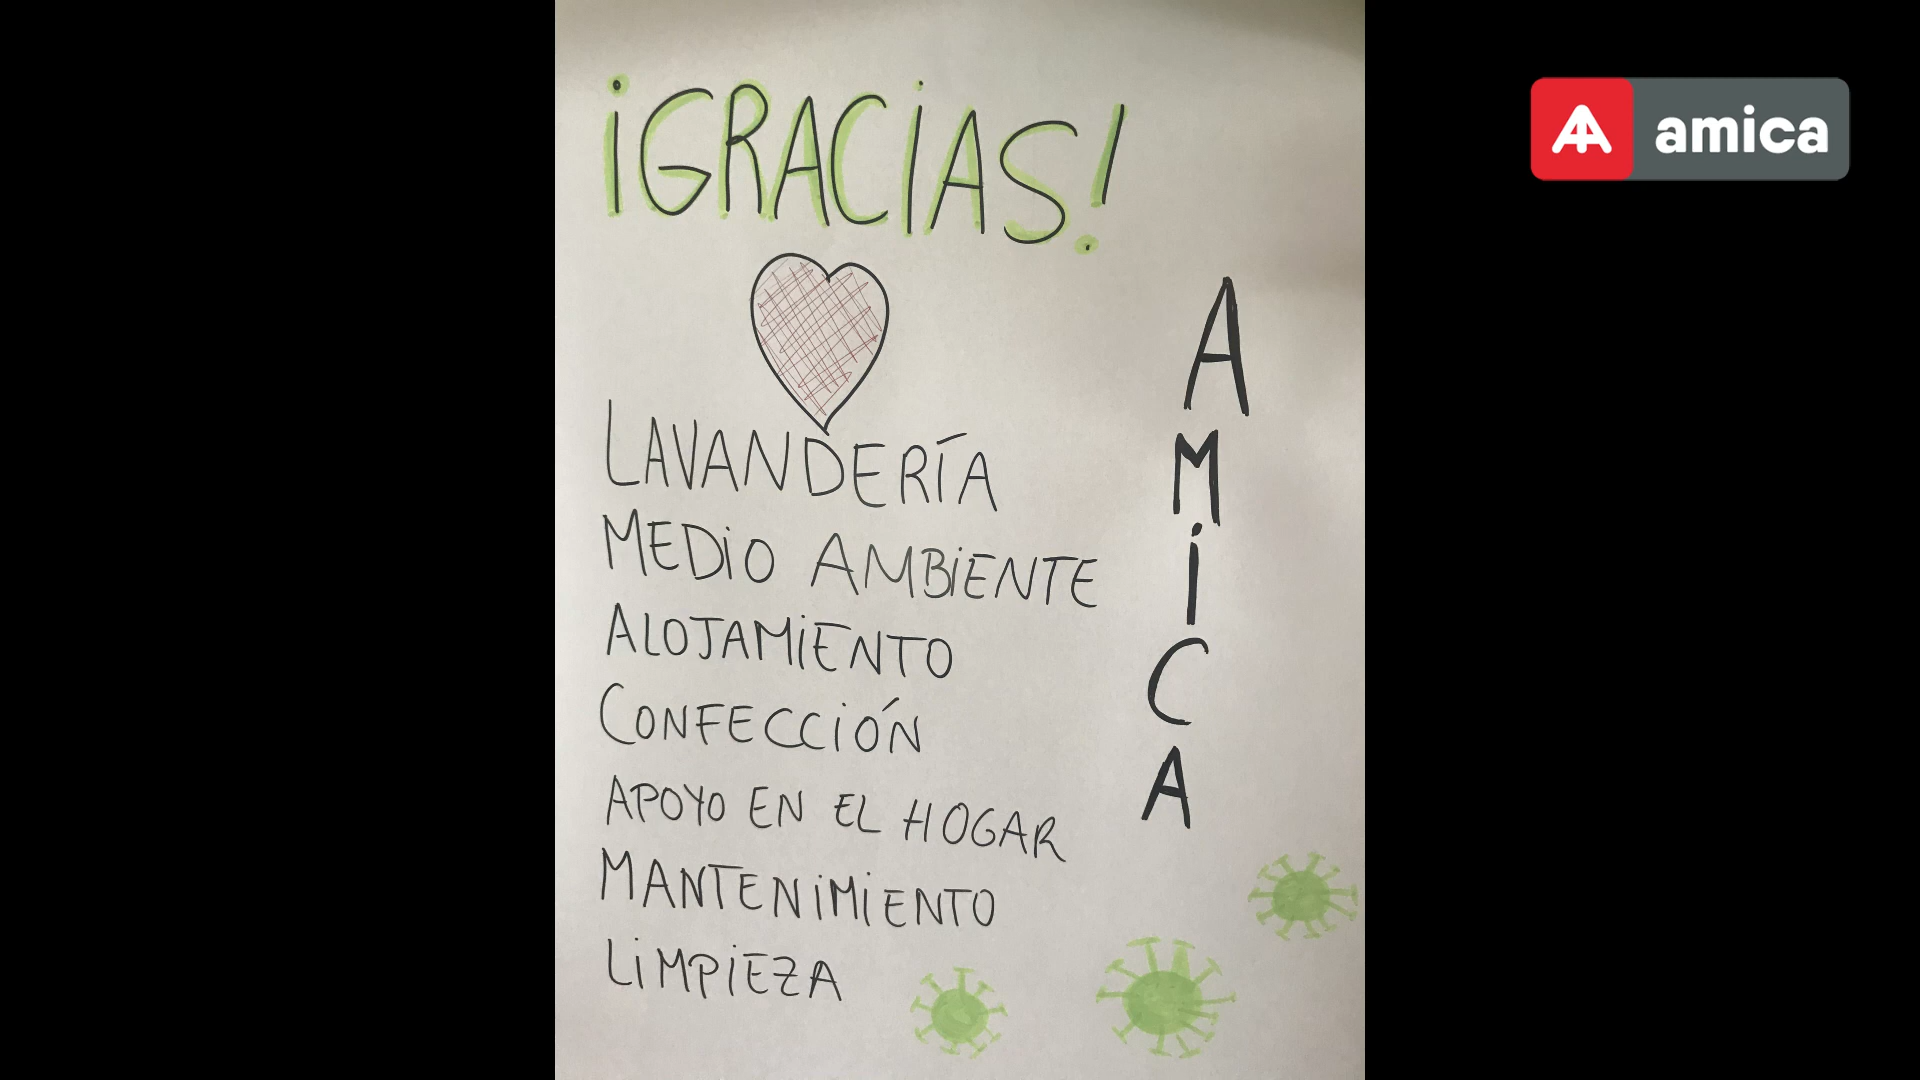 ¡GRACIAS!
LAVANDERÍA
MEDIO AMBIENTE
ALOJAMIENTO
CONFECCIÓN
APOYO EN EL HOGAR
MANTENIMIENTO
LIMPIEZA
AMICA
amica